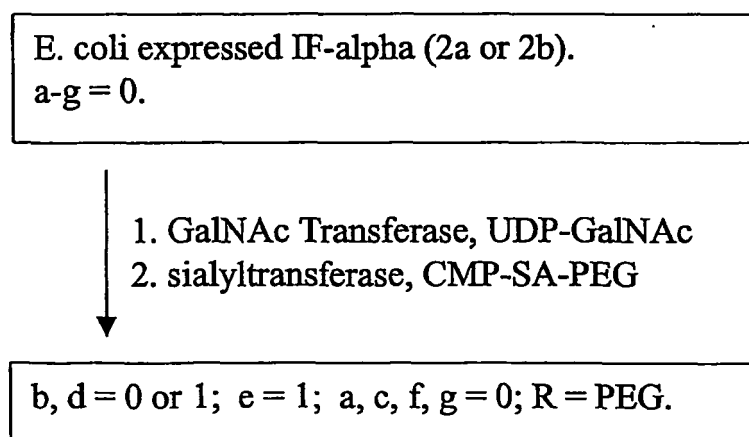 E. coli expressed IF-alpha (2a or 2b).
a-g = 0.
1. GalNAc Transferase, UDP-GalNAc
2. sialyltransferase, CMP-SA-PEG
b, d = 0 or 1; e = 1; a, c, f, g = 0; R = PEG.